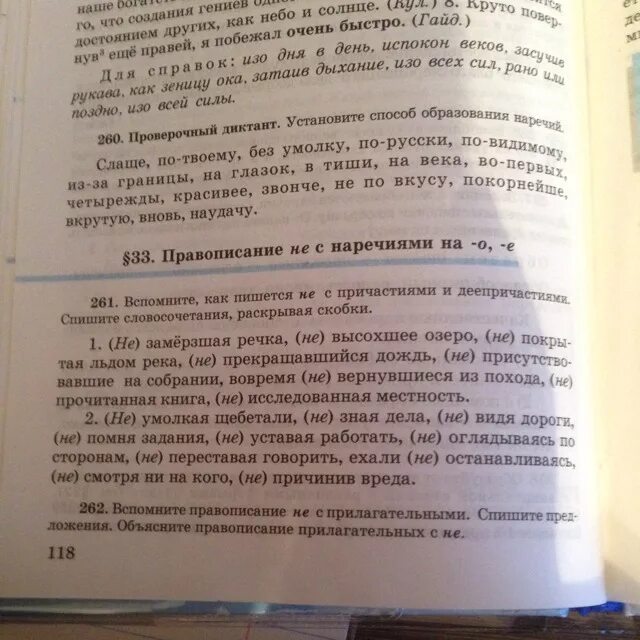 наше
го, что создания гениев
достоянием других, как небо и солнце. (Кул.) 8. Круто повер-
нув³ ещё правей, я побежал очень быстро. (Гайд.)
Для справок: изо дня в день, испокон веков, засучив
рукава, как зеницу ока, затаив дыхание, изо всех сил, рано или
поздно, изо всей силы.
260. Проверочный диктант. Установите способ образования наречий.
Слаще, по-твоему, без умолку, по-русски, по-видимому,
из-за границы, на глазок, в тиши, на века, во-первых,
четырежды, красивее, звонче, не по вкусу, покорнейше,
вкрутую, вновь, наудачу.
§33. Правописание не с наречиями на -о, -е
261. Вспомните, как пишется не с причастиями и деепричастиями.
Спишите словосочетания, раскрывая скобки.
1. (Не) замёрзшая речка, (не) высохшее озеро, (не) покры-
тая льдом река, (не) прекращавшийся дождь, (не) присутство-
вавшие на собрании, вовремя (не) вернувшиеся из похода, (не)
прочитанная книга, (не) исследованная местность.
2. (Не) умолкая щебетали, (не) зная дела, (не) видя дороги,
(не) помня задания, (не) уставая работать, (не) оглядываясь по
сторонам, (не) переставая говорить, ехали (не) останавливаясь,
(не) смотря ни на кого, (не) причинив вреда.
262. Вспомните правописание не с прилагательными. Спишите пред-
ложения. Объясните правописание прилагательных с не.
118